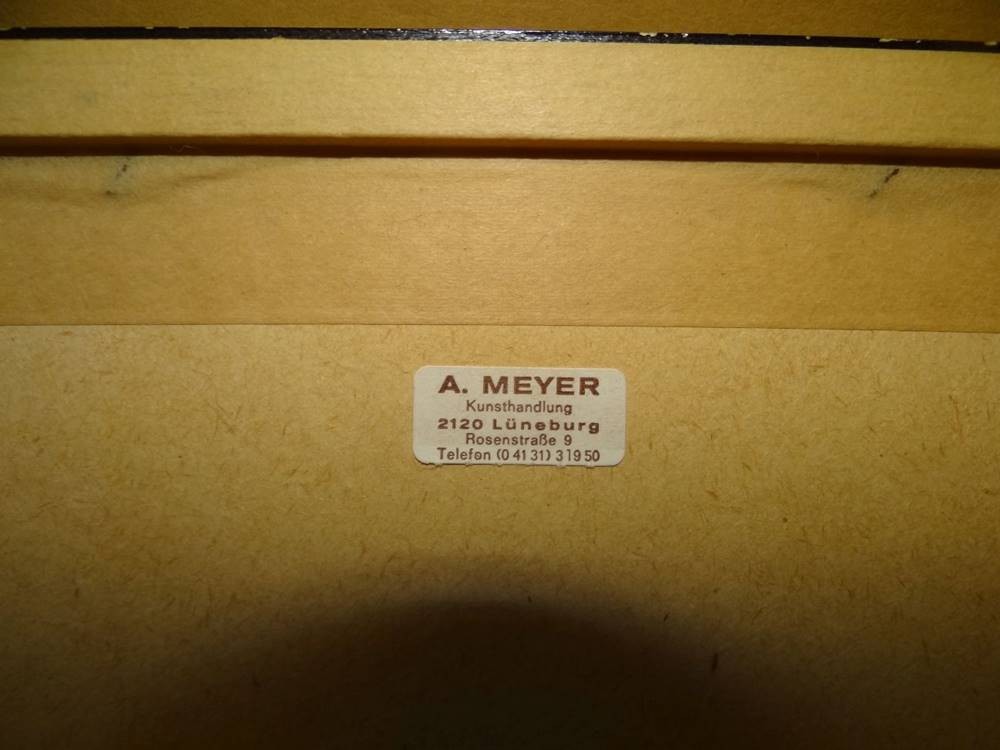 A. MEYER
Kunsthandlung
2120 Lüneburg
Rosenstraße 9
Telefon (0 41 31) 3 19 50